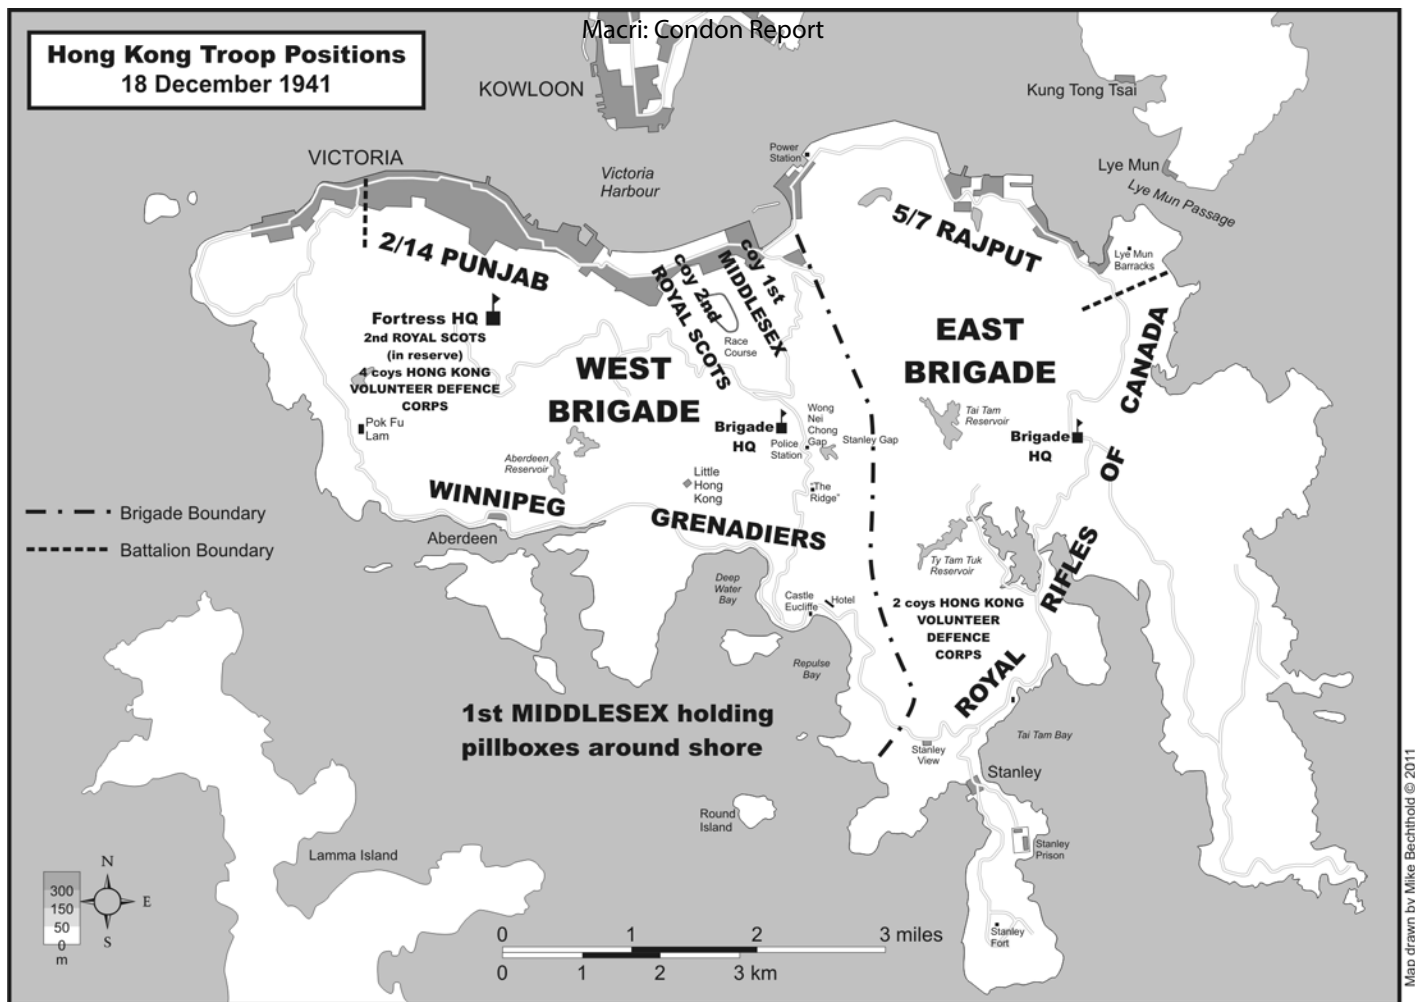 Macri: Condon Report
Hong Kong Troop Positions
18 December 1941
KOWLOON
Kung Tong Tsai
VICTORIA
Victoria
Harbour
Power
Station
Lye Mun
Lye Mun Passage
2/14 PUNJAB
coy 2nd
ROYAL SCOTS
coy 1st
MIDDLESEX
5/7 RAJPUT
Lye Mun
Barracks
Fortress HQ
2nd ROYAL SCOTS
(in reserve)
4 coys HONG KONG
VOLUNTEER DEFENCE
CORPS
Race
Course
WEST
BRIGADE
EAST
BRIGADE
Pok Fu
Lam
Brigade
HQ
Wong
Nei
Chong
Gap
Police
Station
Stanley Gap
Tai Tam
Reservoir
Brigade
HQ
Aberdeen
Reservoir
Little
Hong
Kong
"The
Ridge"
WINNIPEG
GRENADIERS
Aberdeen
Brigade Boundary
Battalion Boundary
Deep
Water
Bay
Castle
Eucliffe
Hotel
Ty Tam Tuk
Reservoir
2 coys HONG KONG
VOLUNTEER
DEFENCE
CORPS
ROYAL
RIFLES
OF
CANADA
Repulse
Bay
1st MIDDLESEX holding
pillboxes around shore
Stanley
View
Tai Tam Bay
Stanley
Round
Island
Stanley
Prison
Lamma Island
Stanley
Fort
N
E
S
300
150
50
0
m
0 1 2 3 miles
0 1 2 3 km
Map drawn by Mike Bechthold © 2011